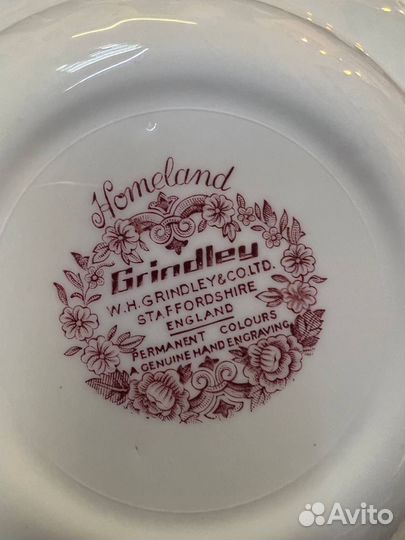 Homeland
Grindley
W.H. GRINDLEY & CO. LTD.
STAFFORDSHIRE
ENGLAND
PERMANENT COLOURS
A GENUINE HAND ENGRAVING
Avito